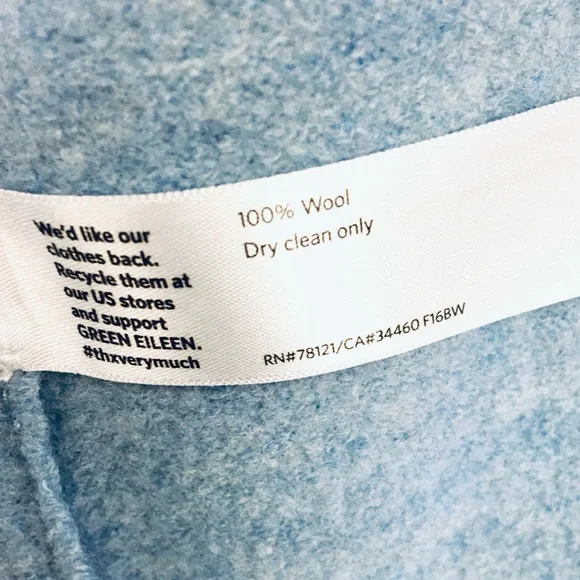 We'd like our
clothes back.
Recycle them at
our US stores
and support
GREEN EILEEN.
#thxverymuch
100% Wool
Dry clean only
RN#78121/CA#34460 F16BW